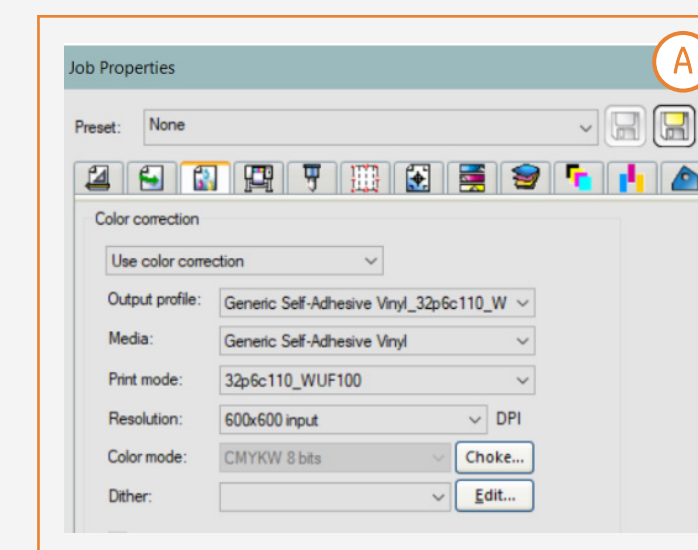 Job Properties
A
Preset: None
Color correction
Use color correction
Output profile: Generic Self-Adhesive Vinyl_32p6c110_W
Media: Generic Self-Adhesive Vinyl
Print mode: 32p6c110_WUF100
Resolution: 600x600 input DPI
Color mode: CMYKW 8 bits Choke...
Dither: Edit...